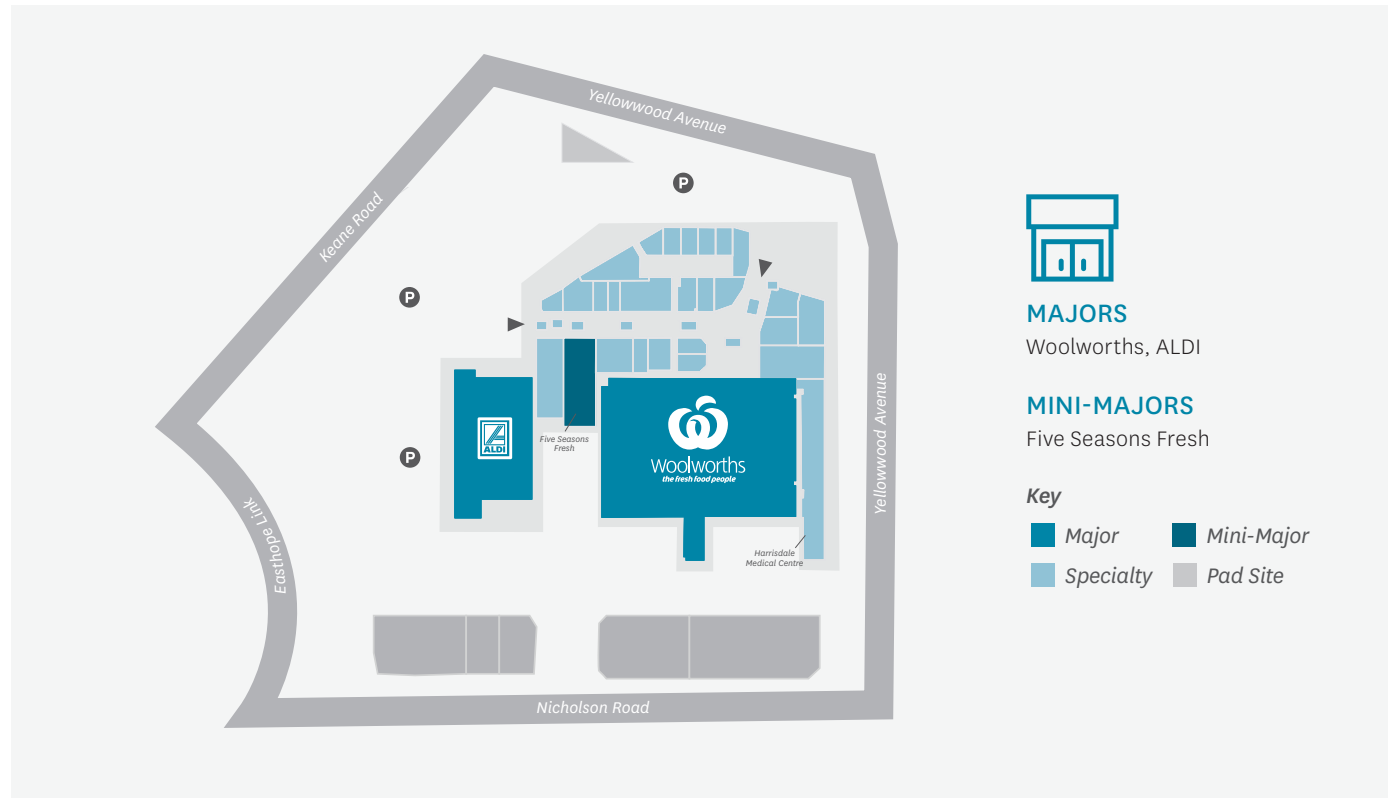 Yellowwood Avenue
Keane Road
P
P
P
Yellowwood Avenue
Easthope Link
Nicholson Road
ALDI
Five Seasons
Fresh
Woolworths
the fresh food people
Harrisdale
Medical Centre
MAJORS
Woolworths, ALDI
MINI-MAJORS
Five Seasons Fresh
Key
Major
Mini-Major
Specialty
Pad Site